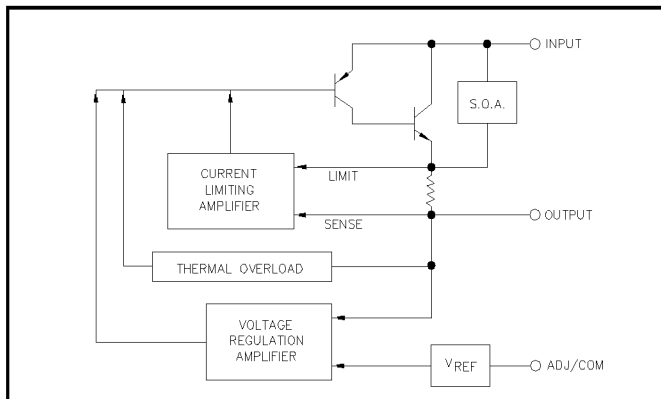 INPUT
S.O.A.
CURRENT
LIMITING
AMPLIFIER
LIMIT
SENSE
OUTPUT
THERMAL OVERLOAD
VOLTAGE
REGULATION
AMPLIFIER
VREF
ADJ/COM